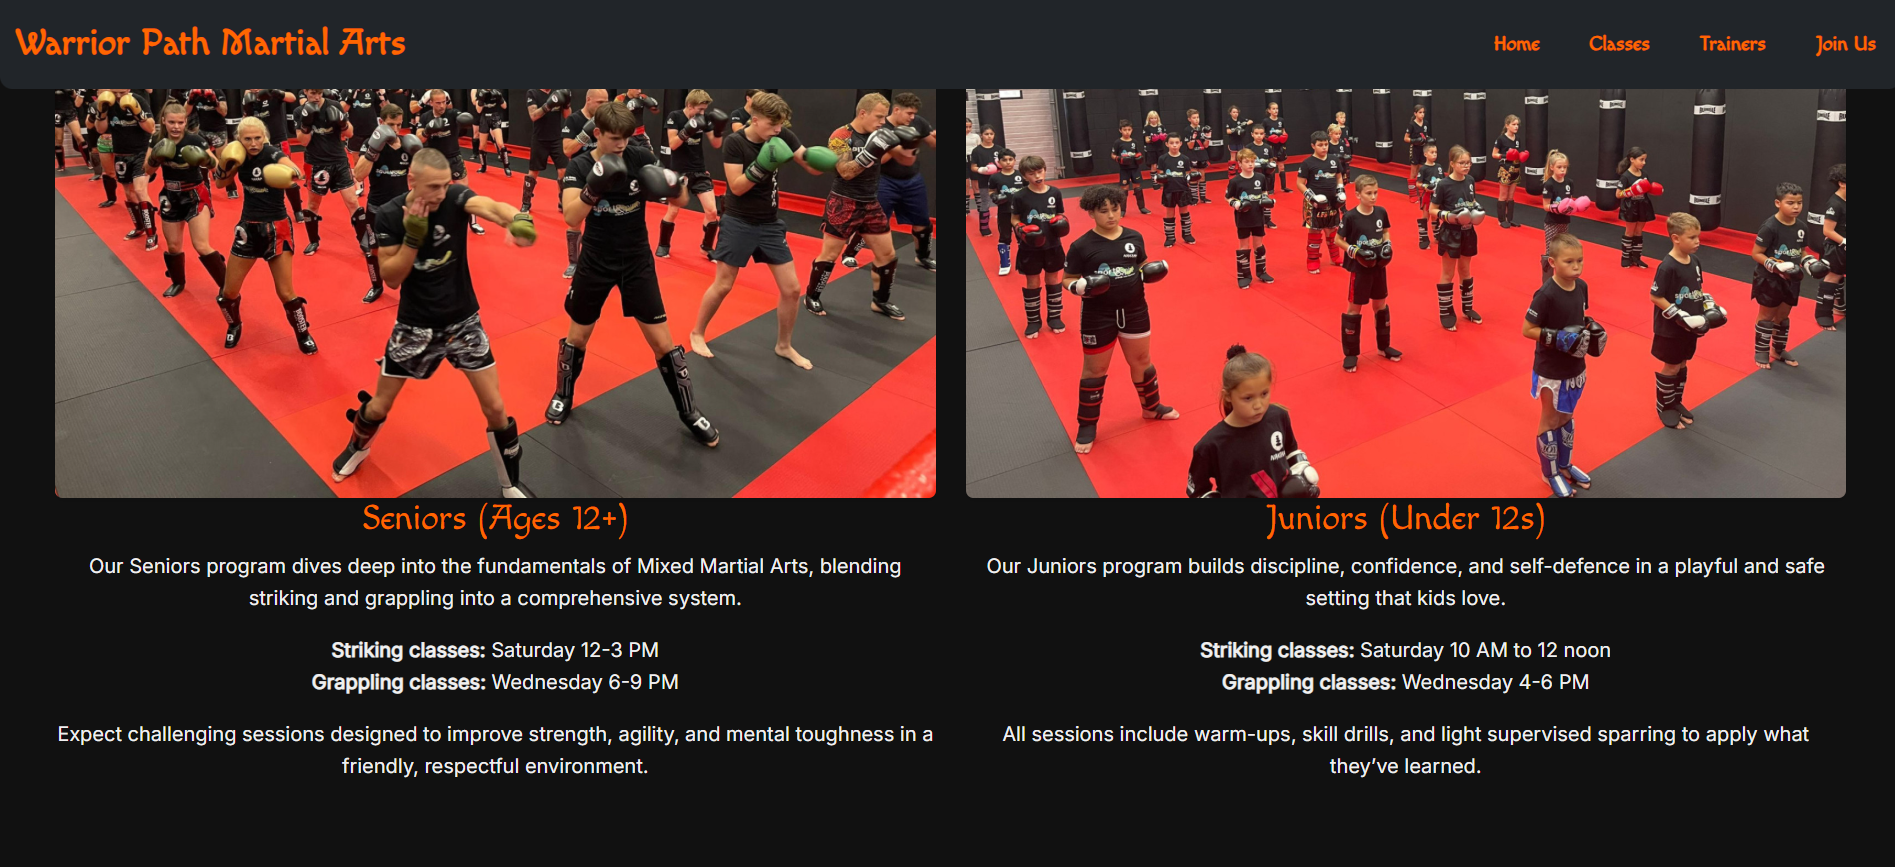 Warrior Path Martial Arts
Home Classes Trainers Join Us
Seniors (Ages 12+)
Our Seniors program dives deep into the fundamentals of Mixed Martial Arts, blending
striking and grappling into a comprehensive system.
Striking classes: Saturday 12-3 PM
Grappling classes: Wednesday 6-9 PM
Expect challenging sessions designed to improve strength, agility, and mental toughness in a
friendly, respectful environment.
Juniors (Under 12s)
Our Juniors program builds discipline, confidence, and self-defence in a playful and safe
setting that kids love.
Striking classes: Saturday 10 AM to 12 noon
Grappling classes: Wednesday 4-6 PM
All sessions include warm-ups, skill drills, and light supervised sparring to apply what
they’ve learned.